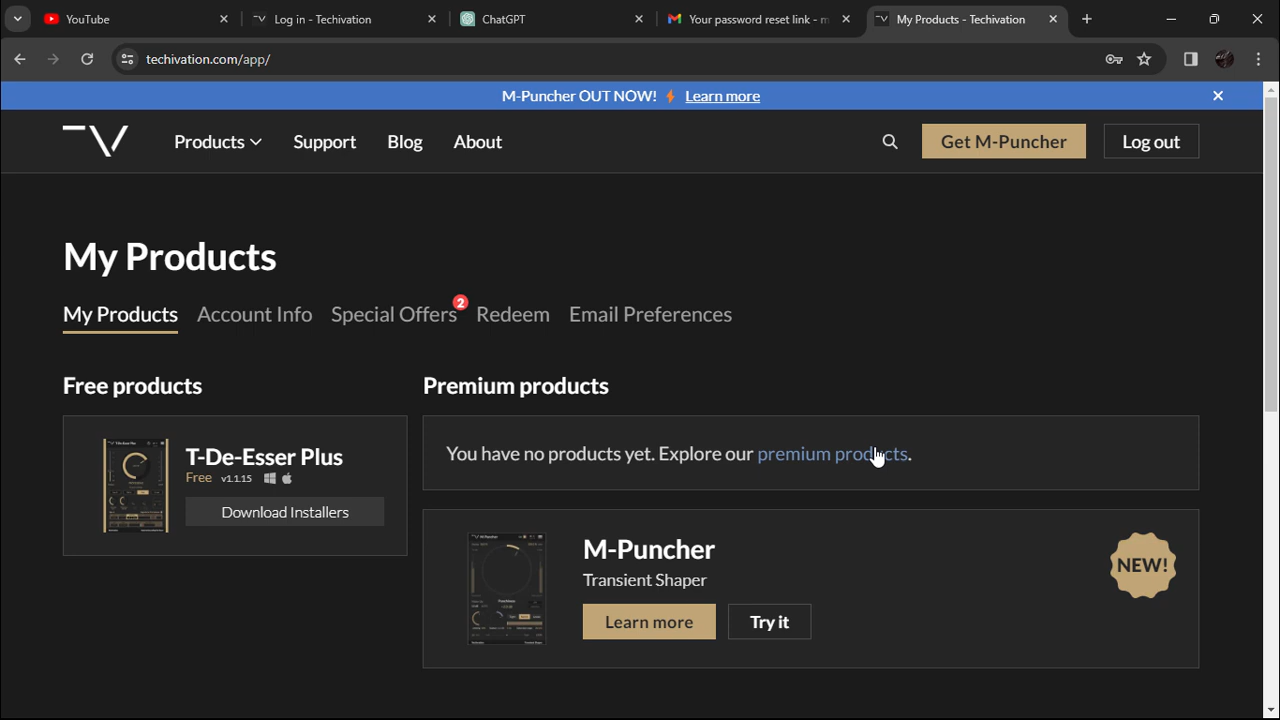 YouTube
Log in - Techivation
ChatGPT
Your password reset link - m
My Products - Techivation
techivation.com/app/
M-Puncher OUT NOW! ⚡ Learn more
Products
Support
Blog
About
Get M-Puncher
Log out
My Products
My Products
Account Info
Special Offers
2
Redeem
Email Preferences
Free products
T-De-Esser Plus
Free v1.1.15
Download Installers
Premium products
You have no products yet. Explore our premium products.
M-Puncher
Transient Shaper
Learn more
Try it
NEW!